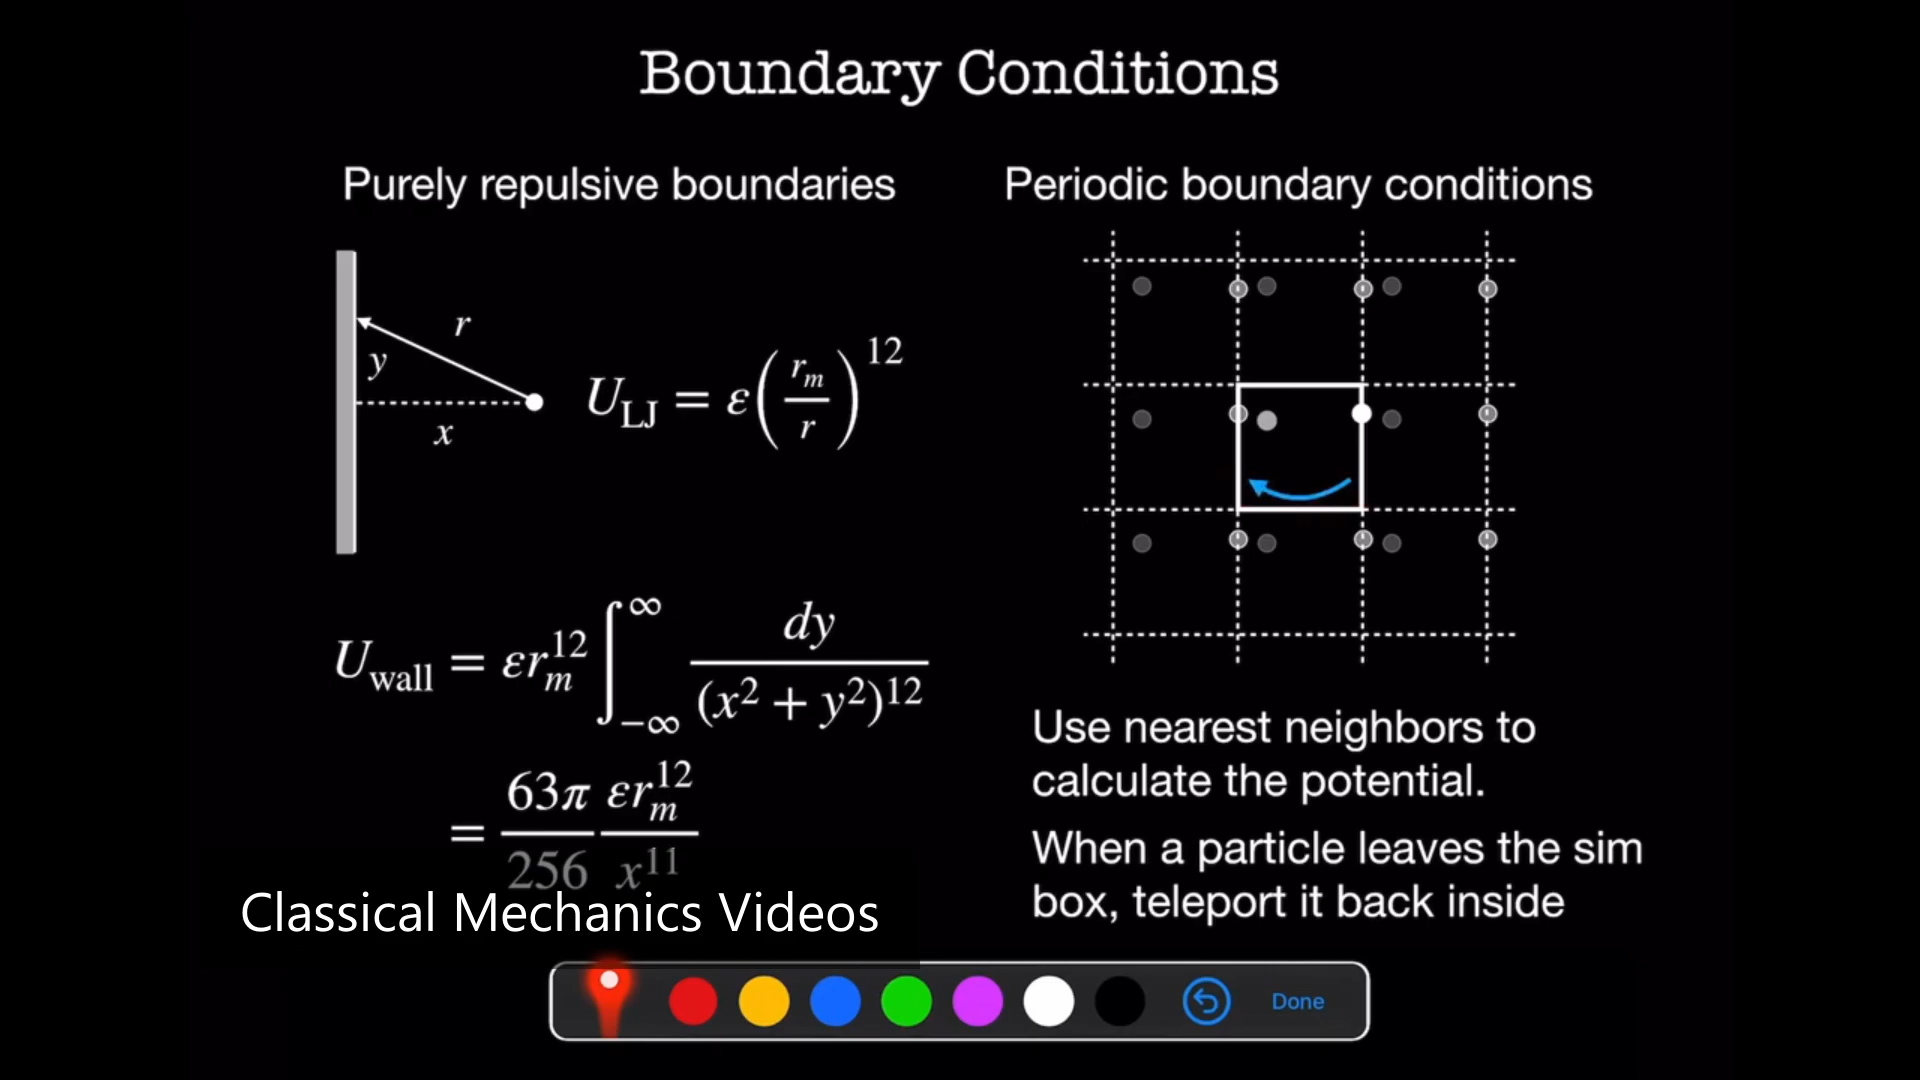 Boundary Conditions
Purely repulsive boundaries
r
y
x
U_LJ = ε(r_m/r)^12
U_wall = εr_m^12 ∫_{-∞}^{∞} dy/(x^2 + y^2)^12
= 63π/256 εr_m^12/x^11
Periodic boundary conditions
Use nearest neighbors to
calculate the potential.
When a particle leaves the sim
box, teleport it back inside
Classical Mechanics Videos
Done